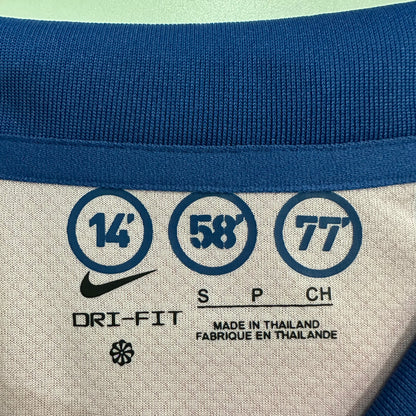 14' 58' 77'
S P CH
DRI-FIT
MADE IN THAILAND
FABRIQUE EN THAILANDE